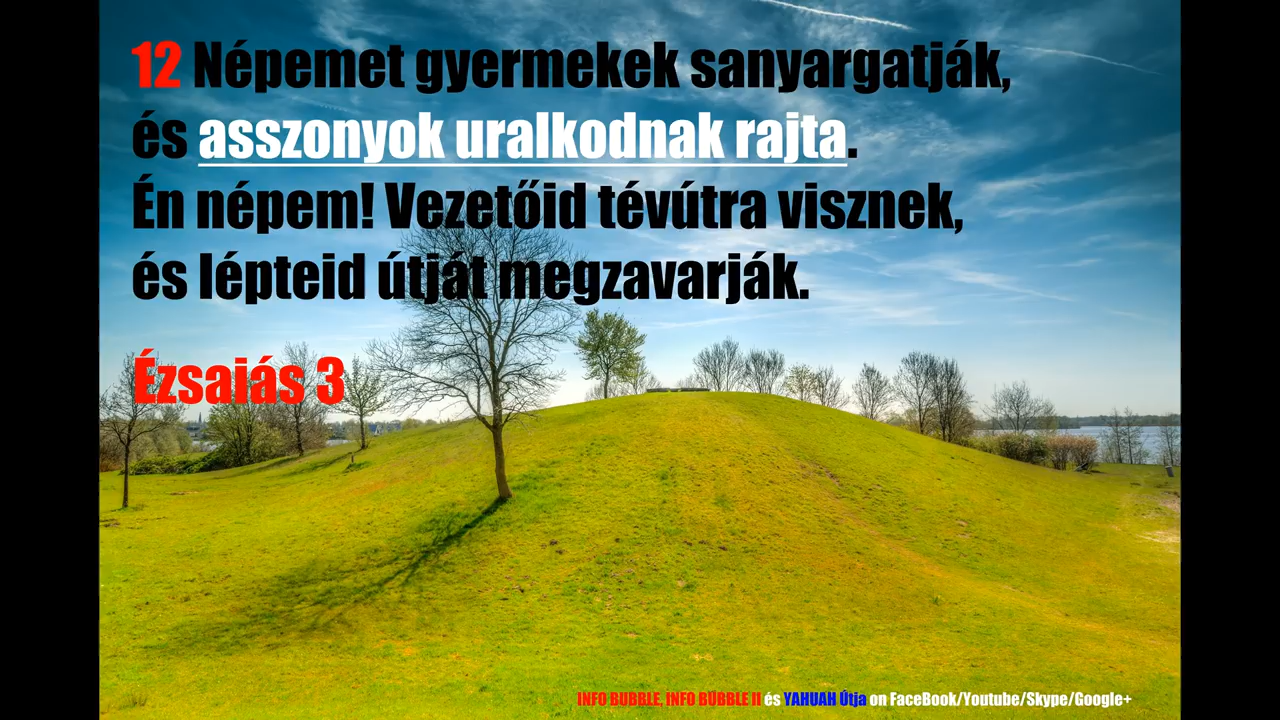 12 Népemet gyermekek sanyargatják,
és asszonyok uralkodnak rajta.
Én népem! Vezetőid tévútra visznek,
és lépteid útját megzavarják.
Ézsaiás 3
INFO BUBBLE, INFO BUBBLE II és YAHUAH Útja on FaceBook/Youtube/Skype/Google+